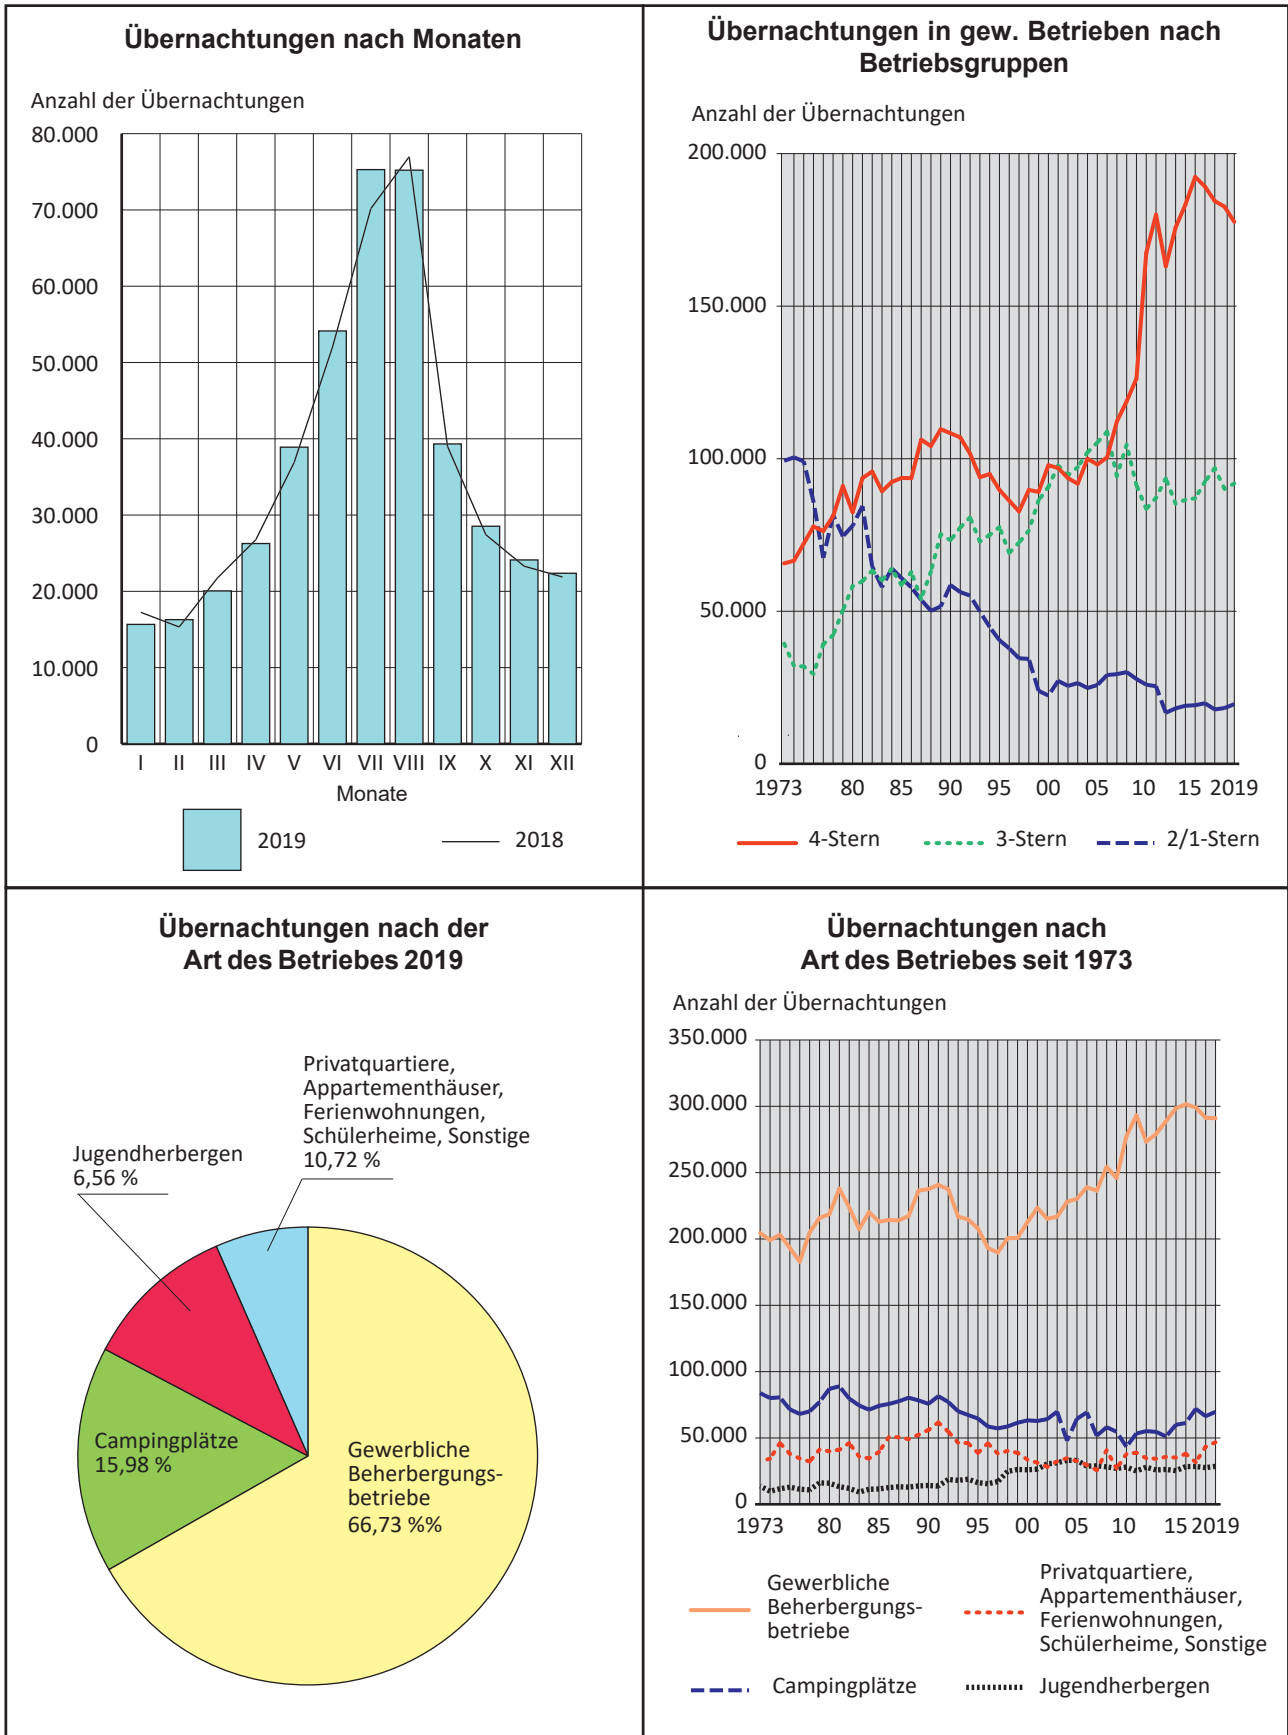 Übernachtungen nach Monaten
Anzahl der Übernachtungen
80.000
70.000
60.000
50.000
40.000
30.000
20.000
10.000
0
I II III IV V VI VII VIII IX X XI XII
Monate
2019 2018
Übernachtungen in gew. Betrieben nach
Betriebsgruppen
Anzahl der Übernachtungen
200.000
150.000
100.000
50.000
0
1973 80 85 90 95 00 05 10 15 2019
4-Stern 3-Stern 2/1-Stern
Übernachtungen nach der
Art des Betriebes 2019
Privatquartiere,
Appartementhäuser,
Ferienwohnungen,
Schülerheime, Sonstige
10,72 %
Jugendherbergen
6,56 %
Campingplätze
15,98 %
Gewerbliche
Beherbergungs-
betriebe
66,73 %%
Übernachtungen nach
Art des Betriebes seit 1973
Anzahl der Übernachtungen
350.000
300.000
250.000
200.000
150.000
100.000
50.000
0
1973 80 85 90 95 00 05 10 15 2019
Gewerbliche
Beherbergungs-
betriebe
Privatquartiere,
Appartementhäuser,
Ferienwohnungen,
Schülerheime, Sonstige
Campingplätze
Jugendherbergen